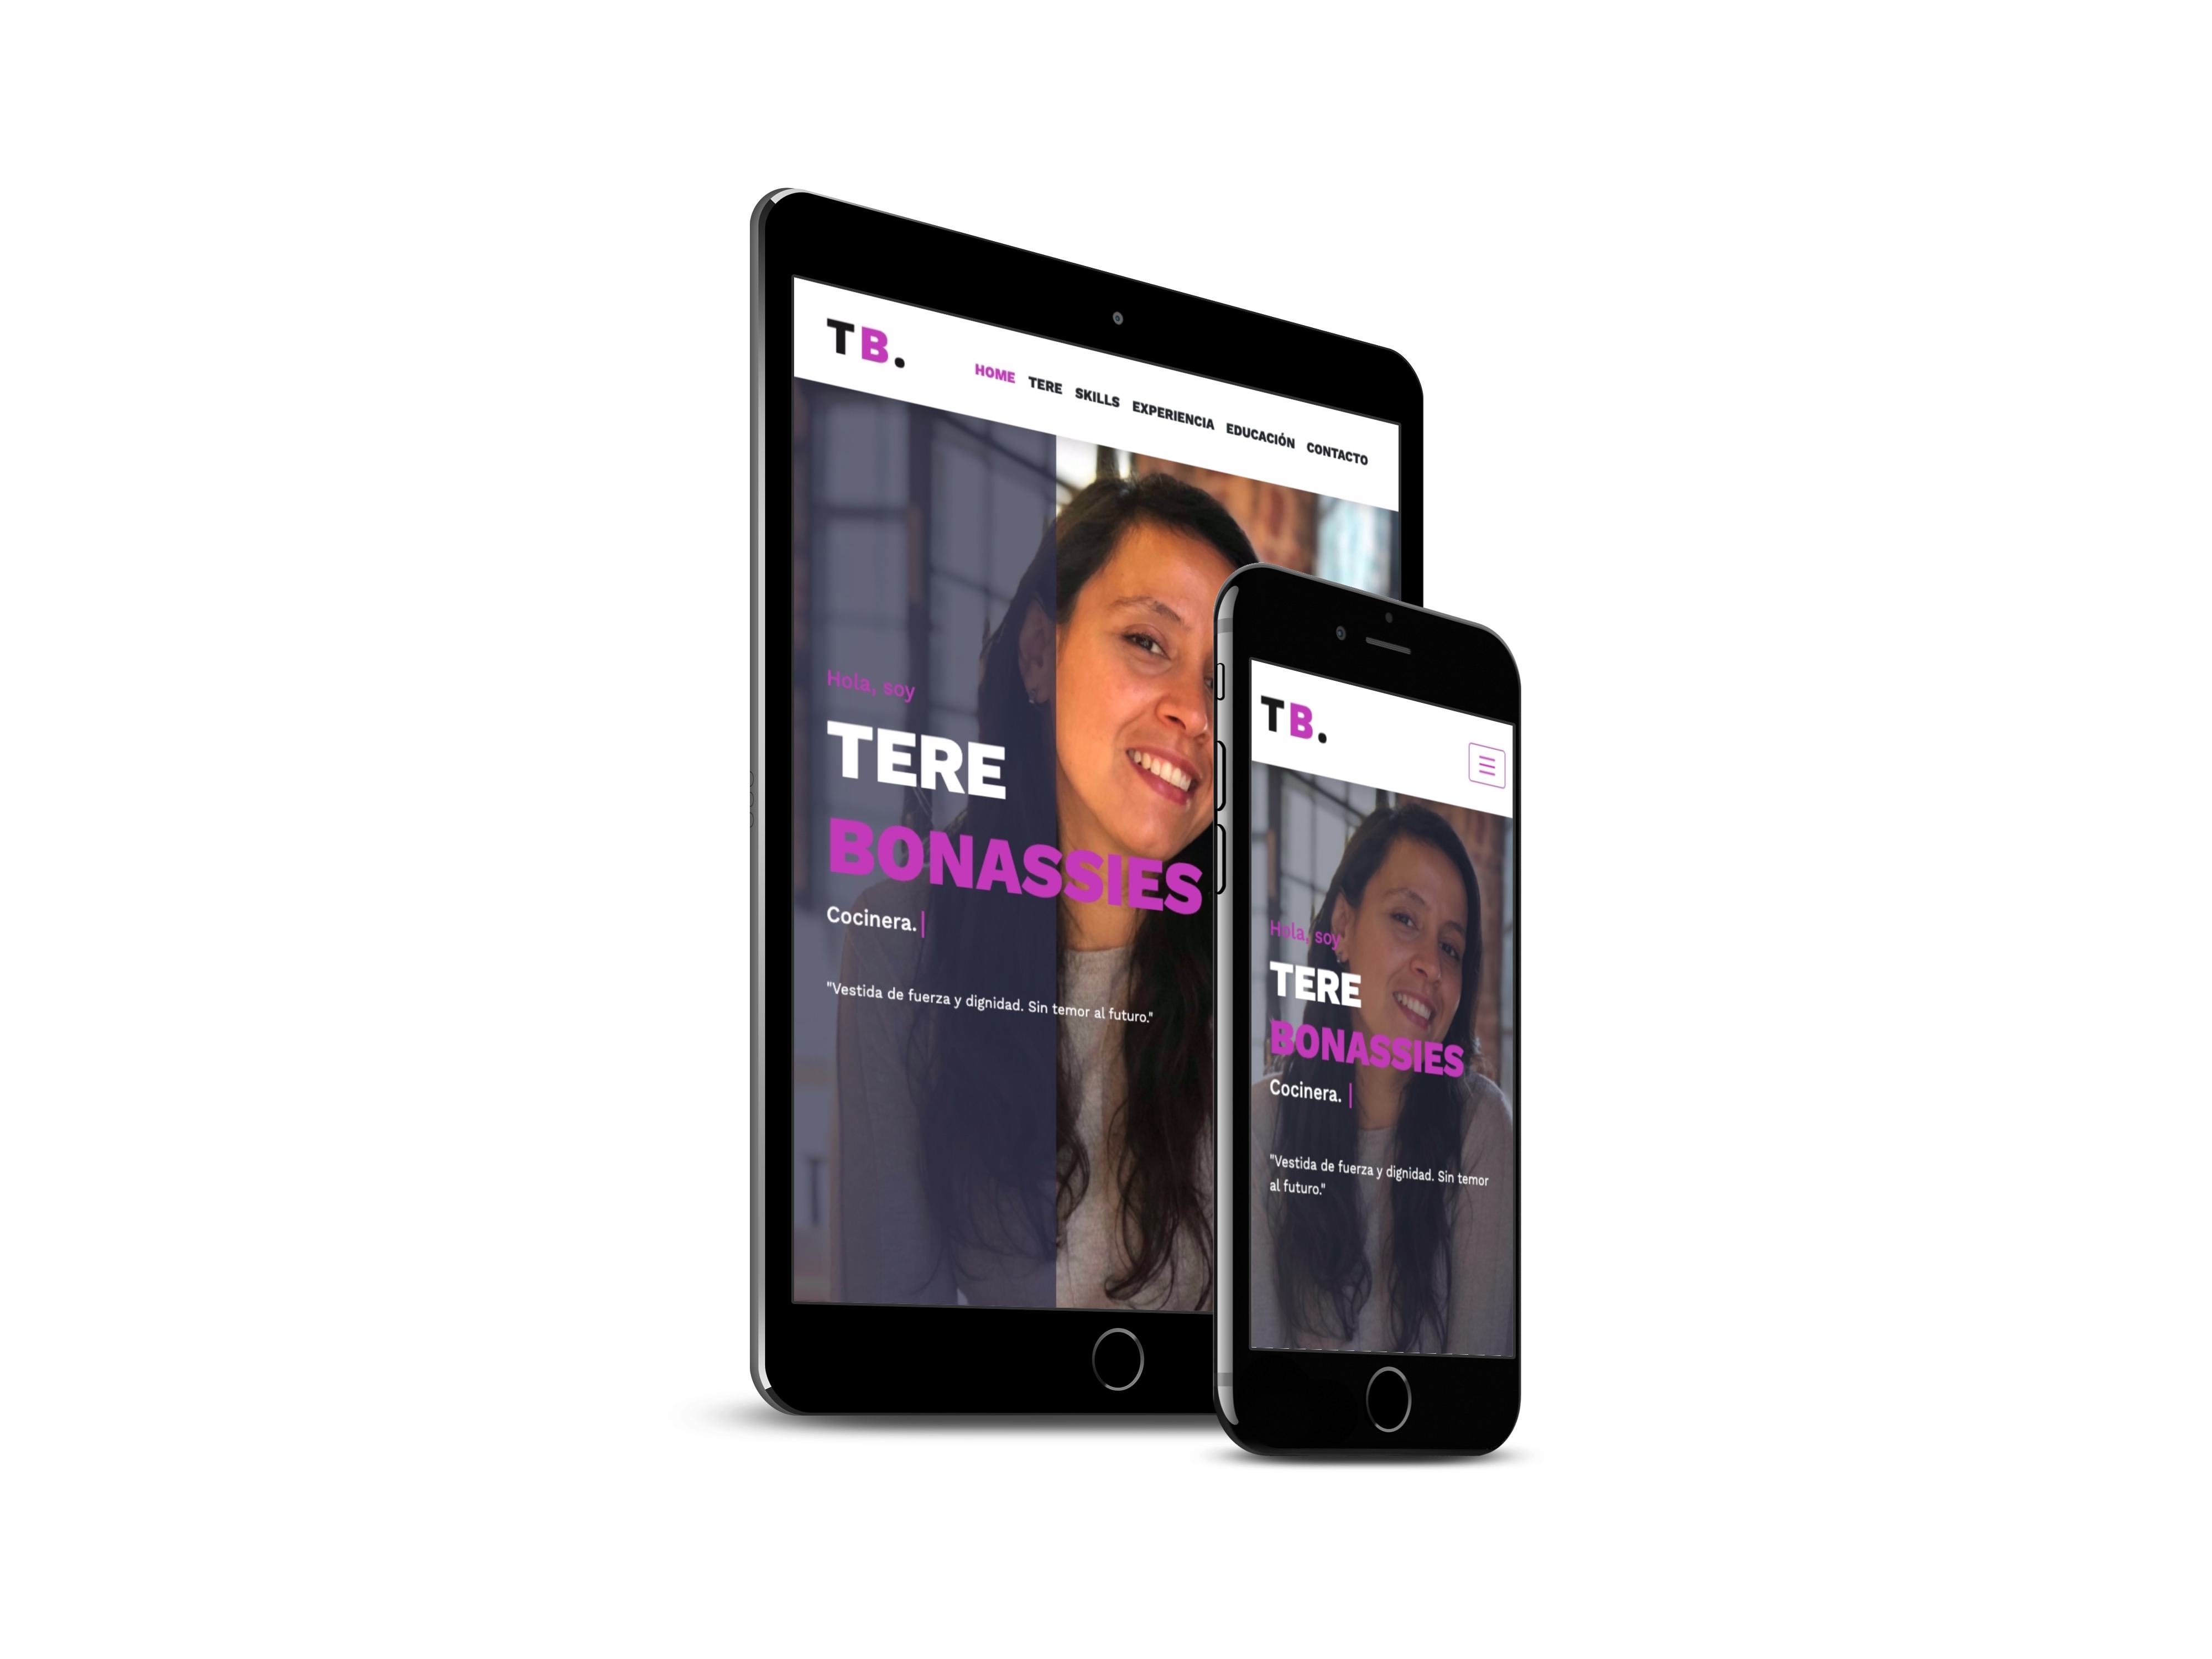 TB.
HOME TERE SKILLS EXPERIENCIA EDUCACIÓN CONTACTO
Hola, soy
TERE
BONASSIES
Cocinera.
"Vestida de fuerza y dignidad. Sin temor al futuro."
TB.
Hola, soy
TERE
BONASSIES
Cocinera.
"Vestida de fuerza y dignidad. Sin temor
al futuro."